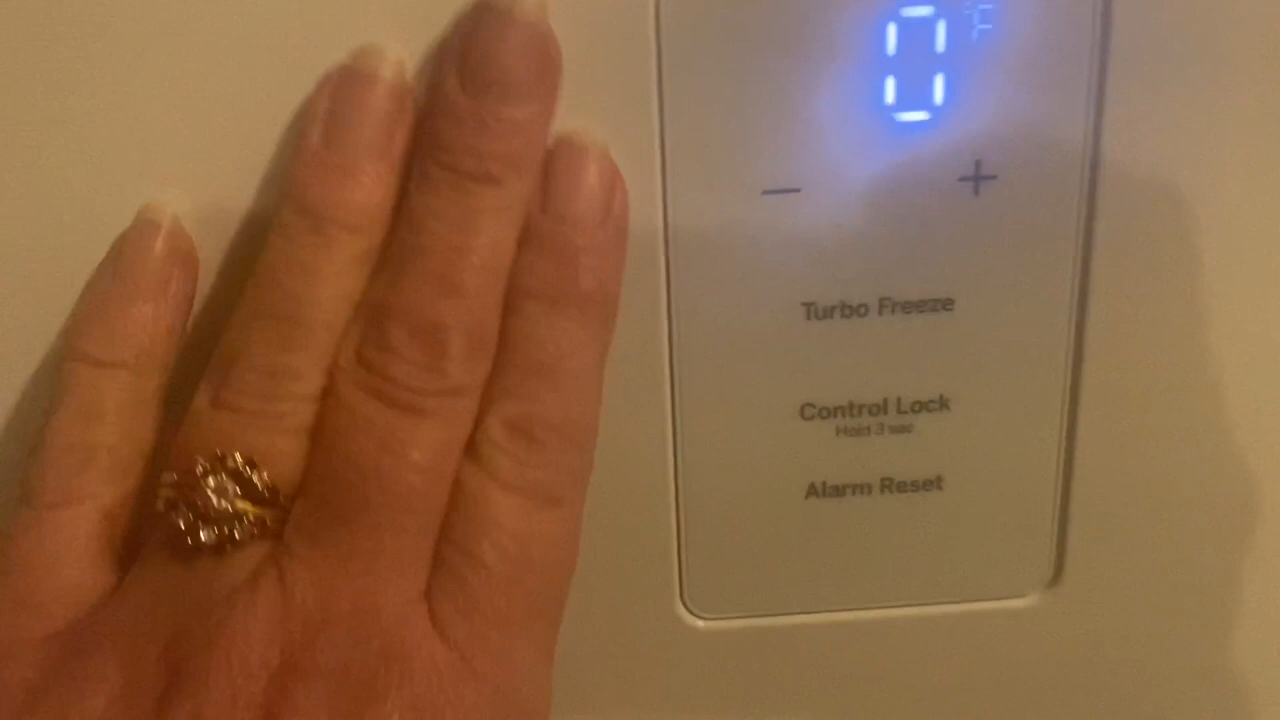 0 °F
− +
Turbo Freeze
Control Lock
Hold 3 sec
Alarm Reset